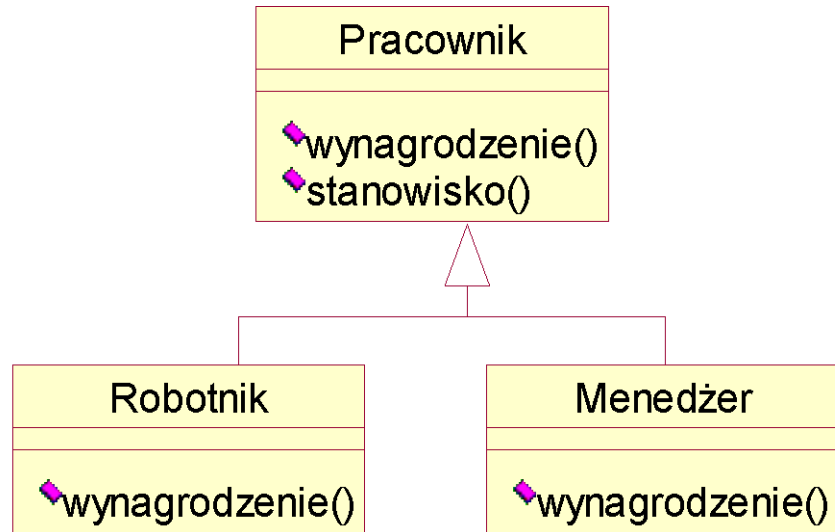 Pracownik
wynagrodzenie()
stanowisko()
Robotnik
wynagrodzenie()
Menedżer
wynagrodzenie()